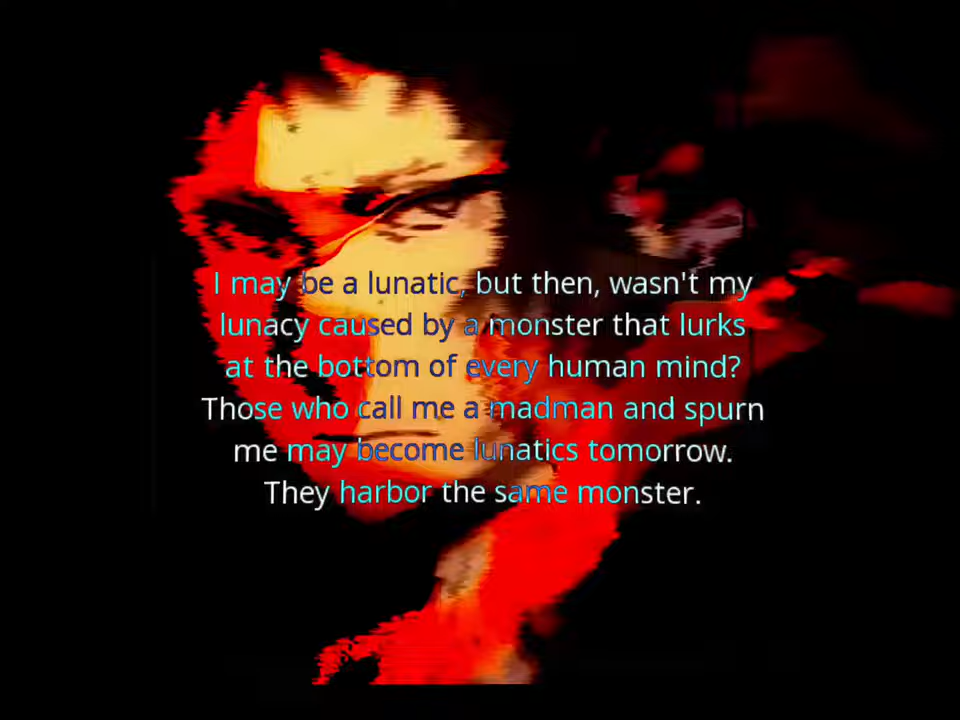 I may be a lunatic, but then, wasn't my
lunacy caused by a monster that lurks
at the bottom of every human mind?
Those who call me a madman and spurn
me may become lunatics tomorrow.
They harbor the same monster.